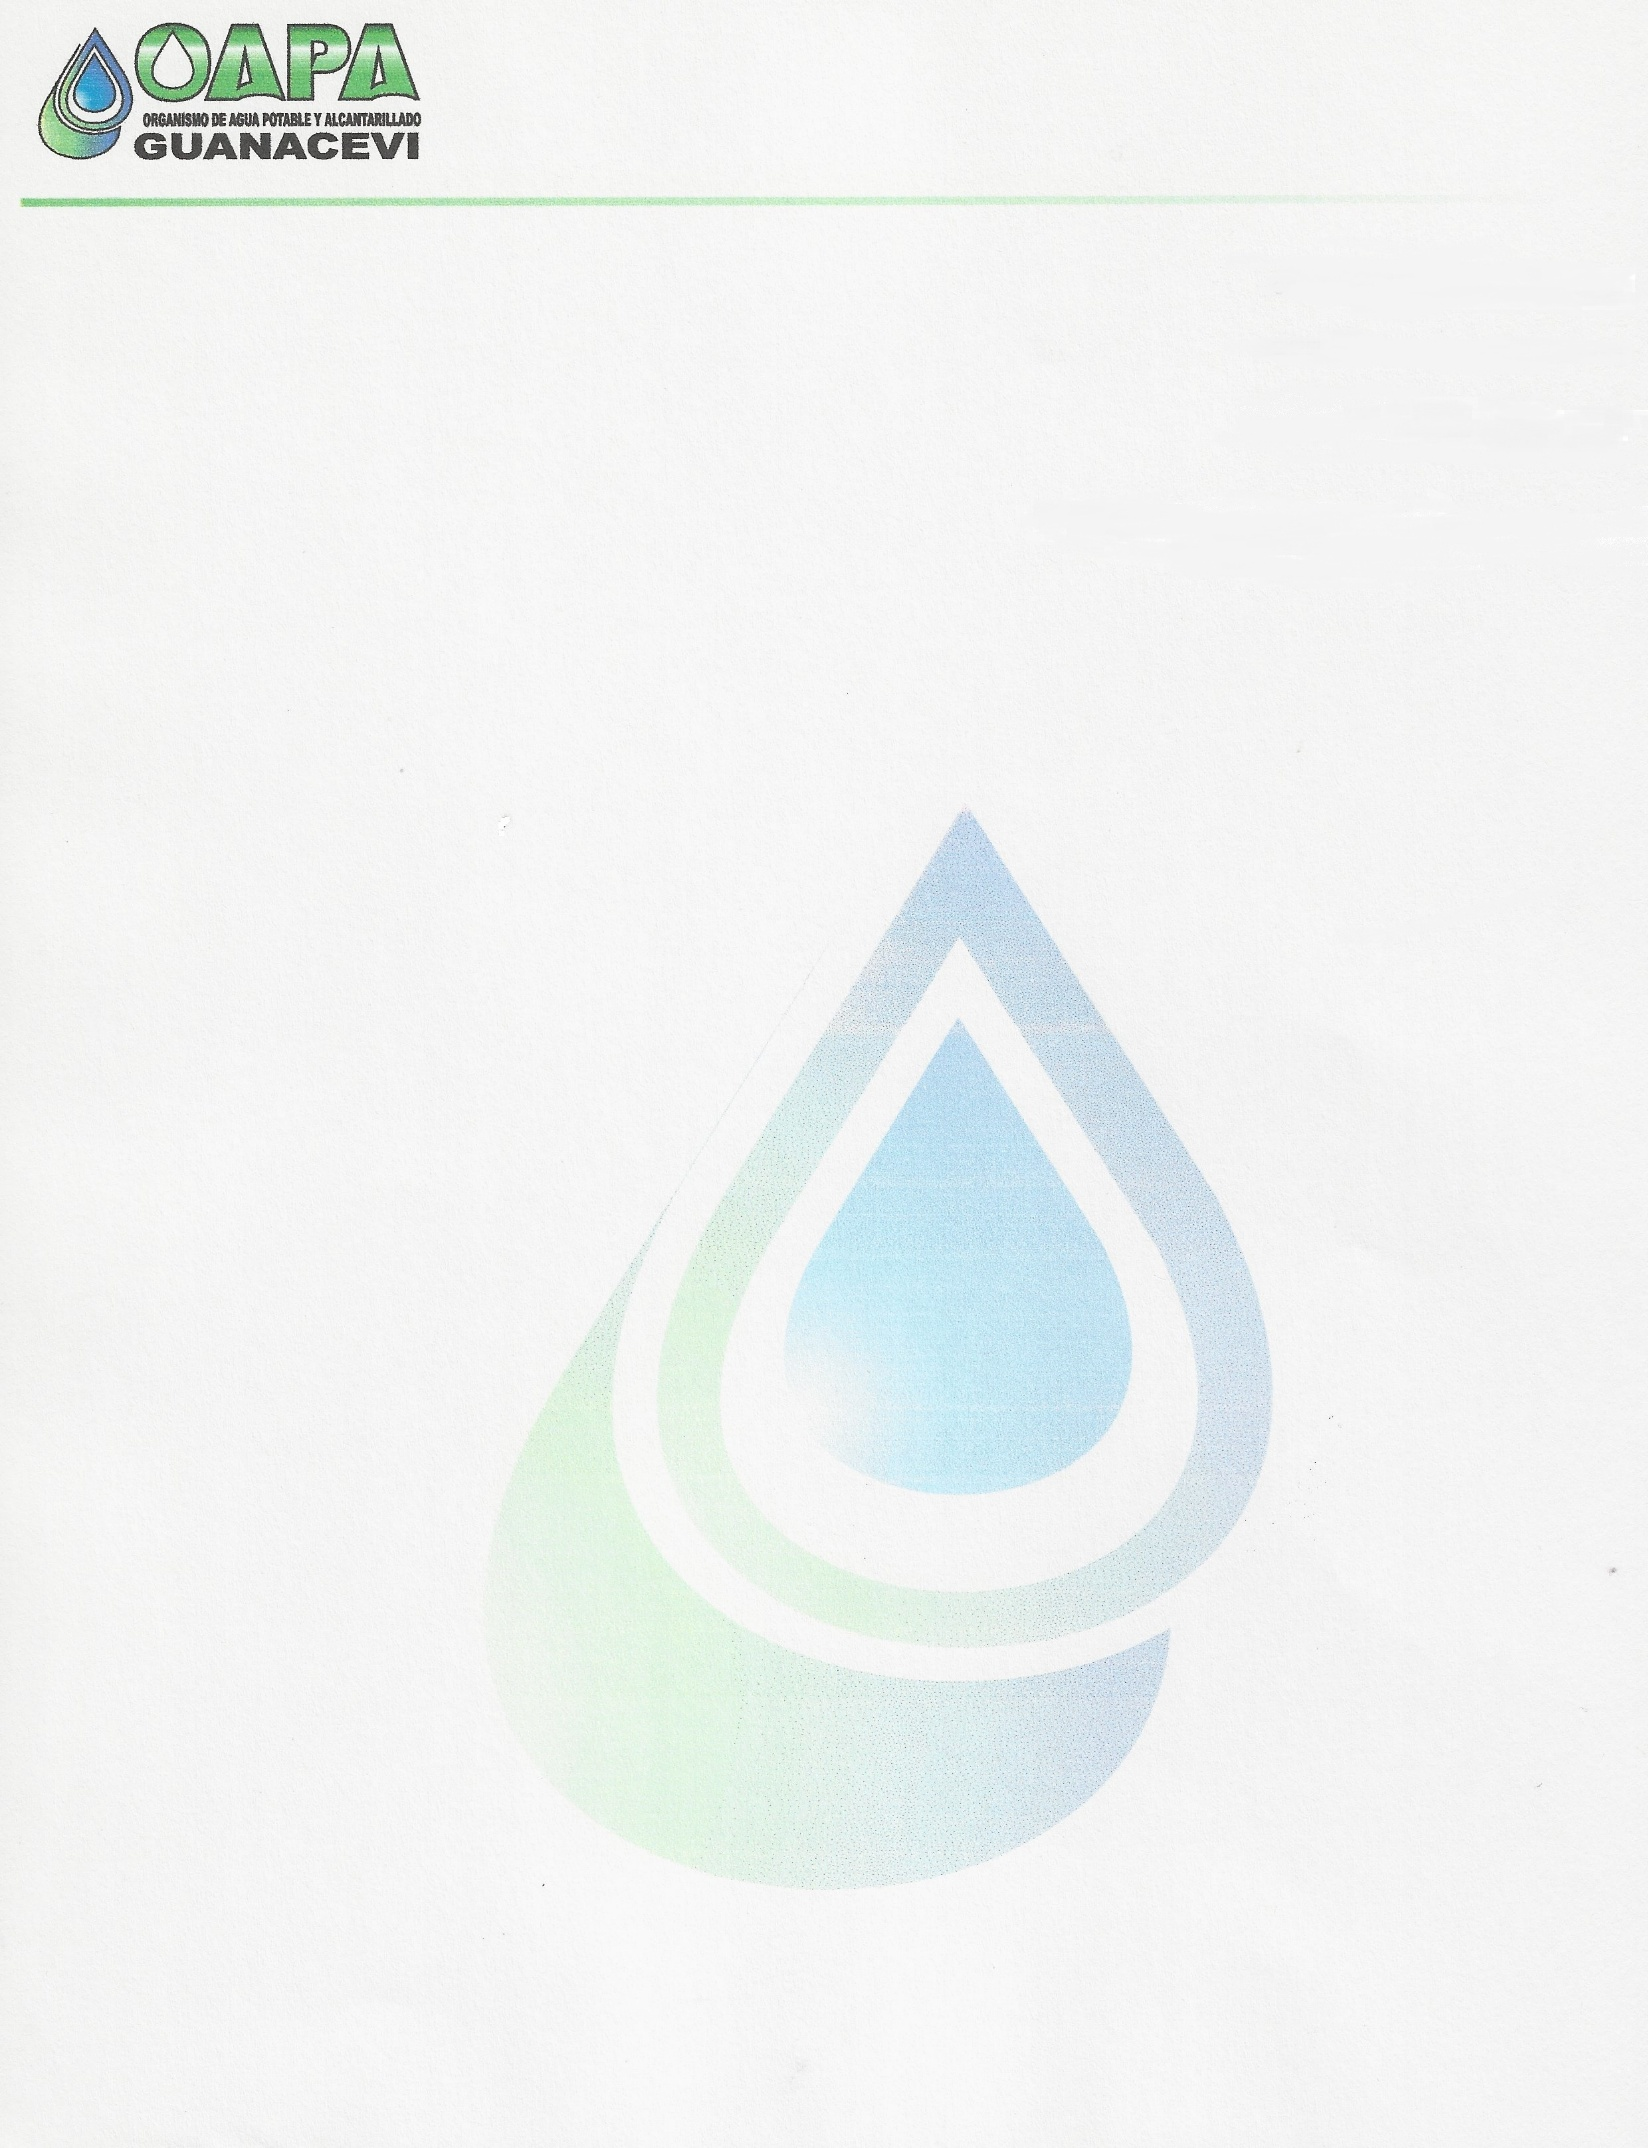 OAPA
ORGANISMO DE AGUA POTABLE Y ALCANTARILLADO
GUANACEVI